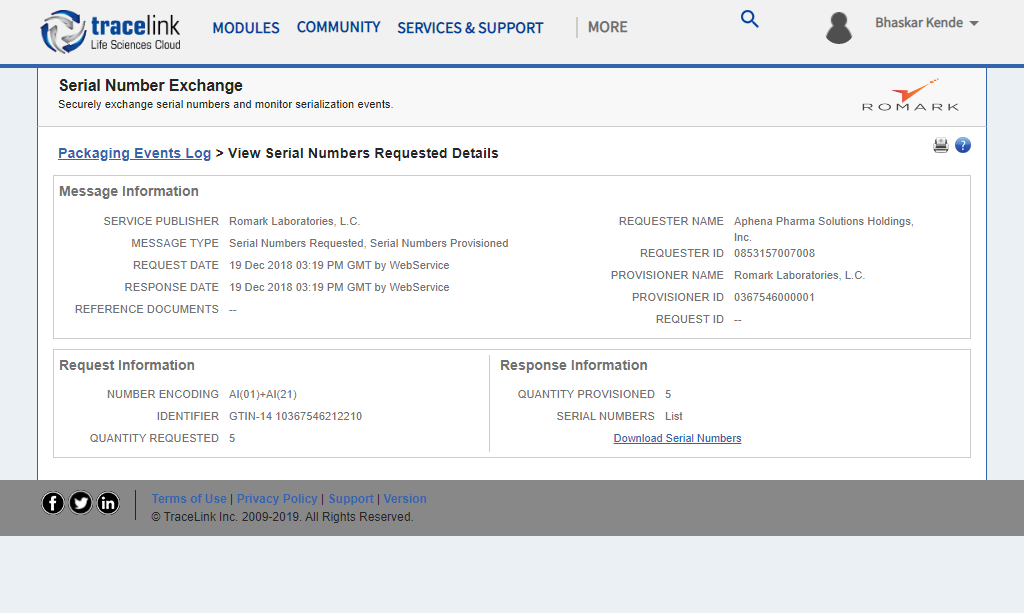 tracelink
Life Sciences Cloud
MODULES COMMUNITY SERVICES & SUPPORT MORE
Bhaskar Kende
Serial Number Exchange
Securely exchange serial numbers and monitor serialization events.
ROMARK
Packaging Events Log > View Serial Numbers Requested Details
?
Message Information
SERVICE PUBLISHER Romark Laboratories, L.C.
MESSAGE TYPE Serial Numbers Requested, Serial Numbers Provisioned
REQUEST DATE 19 Dec 2018 03:19 PM GMT by WebService
RESPONSE DATE 19 Dec 2018 03:19 PM GMT by WebService
REFERENCE DOCUMENTS --
REQUESTER NAME Aphena Pharma Solutions Holdings,
Inc.
REQUESTER ID 0853157007008
PROVISIONER NAME Romark Laboratories, L.C.
PROVISIONER ID 0367546000001
REQUEST ID --
Request Information
NUMBER ENCODING AI(01)+AI(21)
IDENTIFIER GTIN-14 10367546212210
QUANTITY REQUESTED 5
Response Information
QUANTITY PROVISIONED 5
SERIAL NUMBERS List
Download Serial Numbers
f in
Terms of Use | Privacy Policy | Support | Version
© TraceLink Inc. 2009-2019. All Rights Reserved.